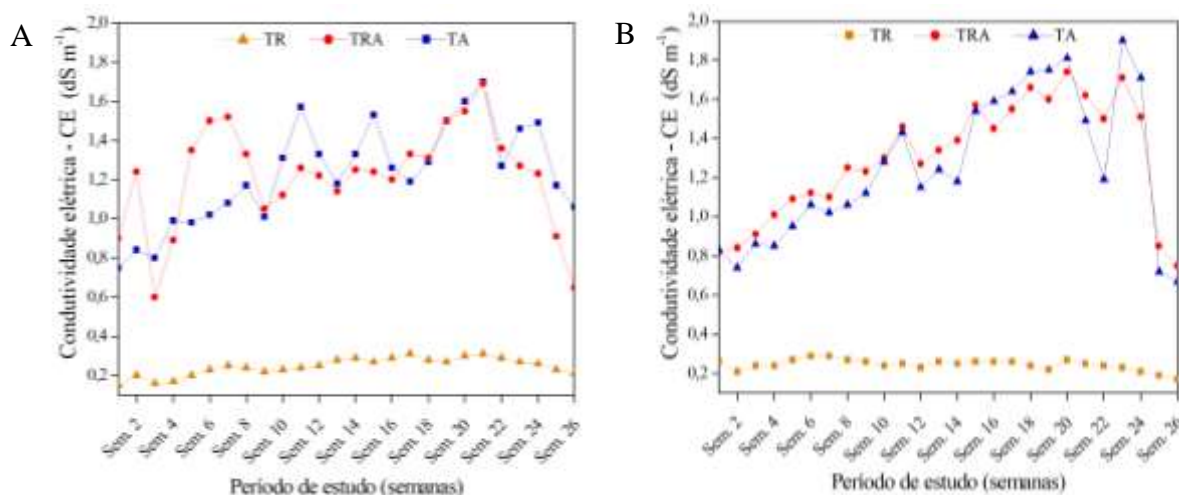 A
TR TRA TA
Condutividade elétrica - CE (dS m⁻¹)
2,0
1,8
1,6
1,4
1,2
1,0
0,8
0,6
0,4
0,2
Sem. 2 Sem. 4 Sem. 6 Sem. 8 Sem. 10 Sem. 12 Sem. 14 Sem. 16 Sem. 18 Sem. 20 Sem. 22 Sem. 24 Sem. 26
Período de estudo (semanas)
B
TR TRA TA
Condutividade elétrica - CE (dS m⁻¹)
2,0
1,8
1,6
1,4
1,2
1,0
0,8
0,6
0,4
0,2
Sem. 2 Sem. 4 Sem. 6 Sem. 8 Sem. 10 Sem. 12 Sem. 14 Sem. 16 Sem. 18 Sem. 20 Sem. 22 Sem. 24 Sem. 26
Período de estudo (semanas)